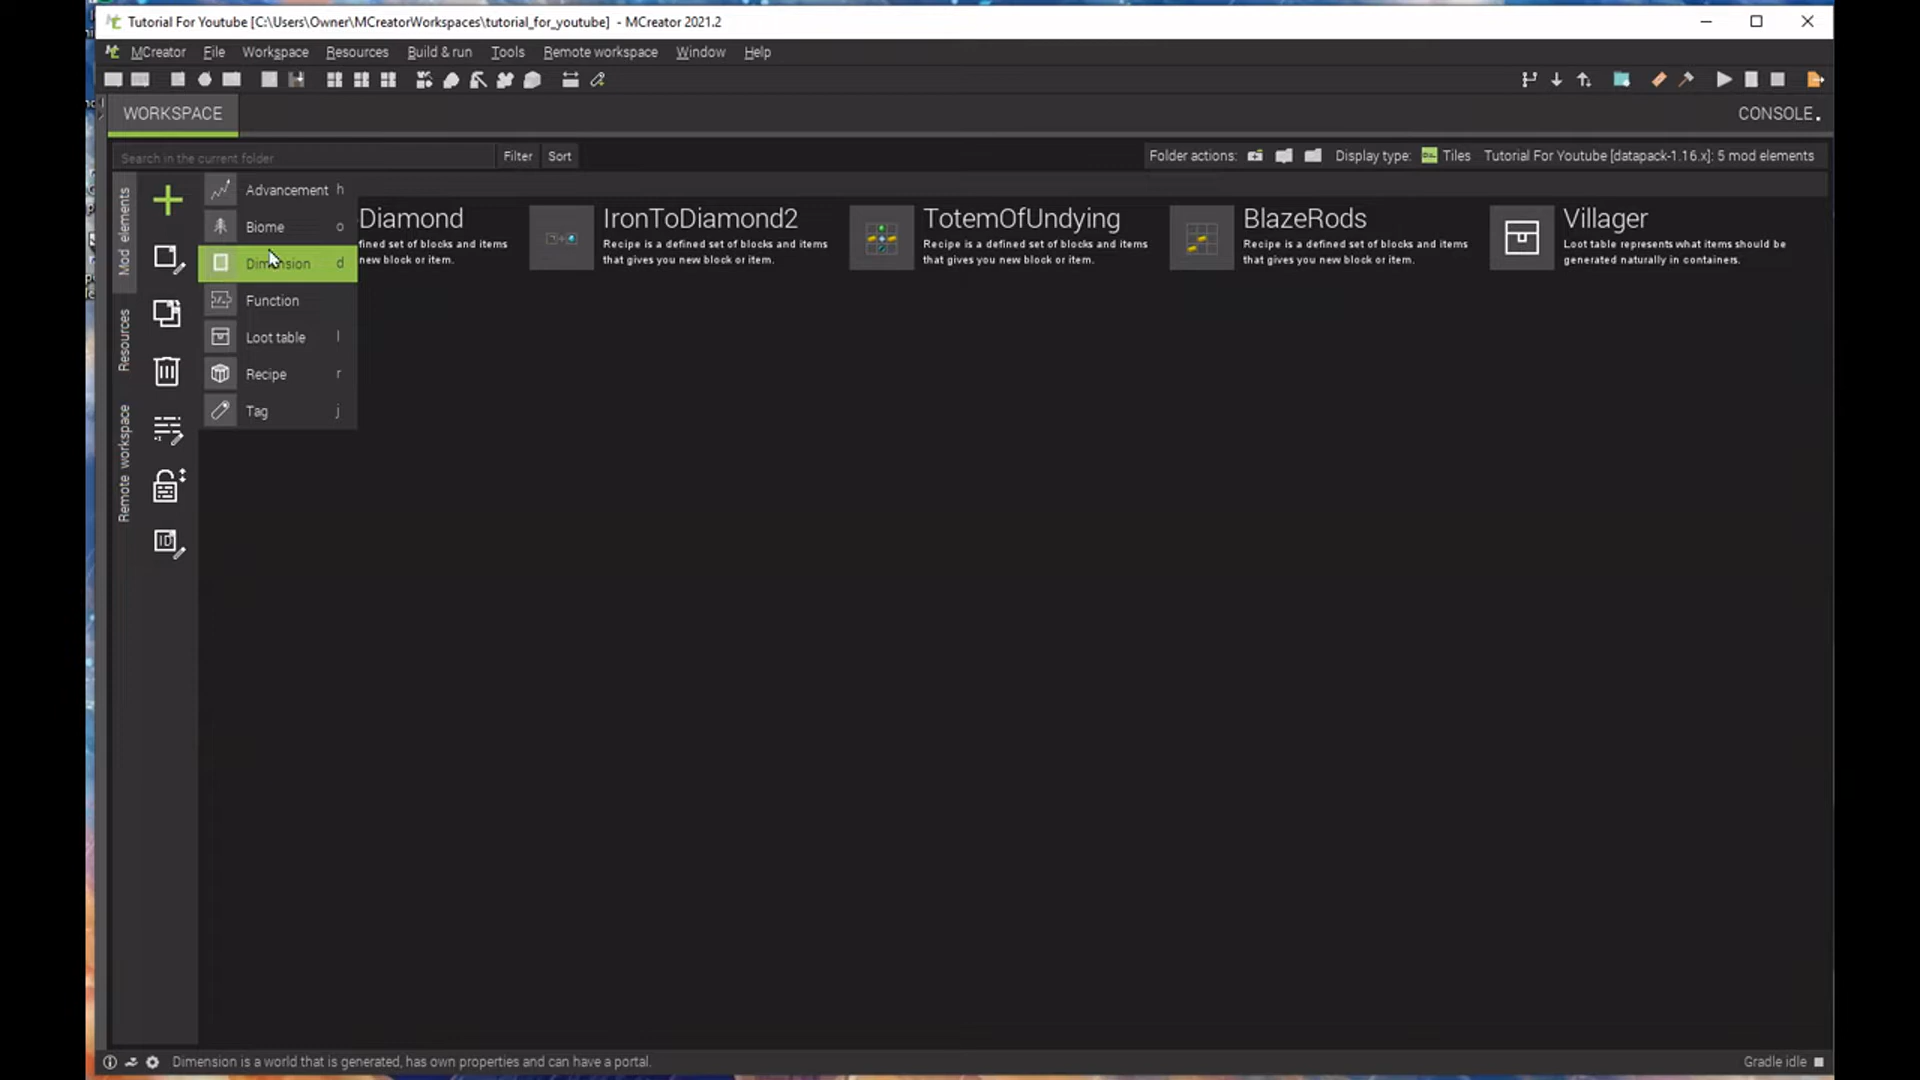 Tutorial For Youtube [C:\Users\Owner\MCreatorWorkspaces\tutorial_for_youtube] - MCreator 2021.2
MCreator File Workspace Resources Build & run Tools Remote workspace Window Help
WORKSPACE
CONSOLE
Search in the current folder
Filter
Sort
Folder actions:
Display type: Tiles
Tutorial For Youtube [datapack-1.16.x]: 5 mod elements
Mod elements
Resources
Remote workspace
Advancement h
Biome o
Dimension d
Function
Loot table l
Recipe r
Tag j
Diamond
fined set of blocks and items
new block or item.
IronToDiamond2
Recipe is a defined set of blocks and items
that gives you new block or item.
TotemOfUndying
Recipe is a defined set of blocks and items
that gives you new block or item.
BlazeRods
Recipe is a defined set of blocks and items
that gives you new block or item.
Villager
Loot table represents what items should be
generated naturally in containers.
Dimension is a world that is generated, has own properties and can have a portal.
Gradle idle